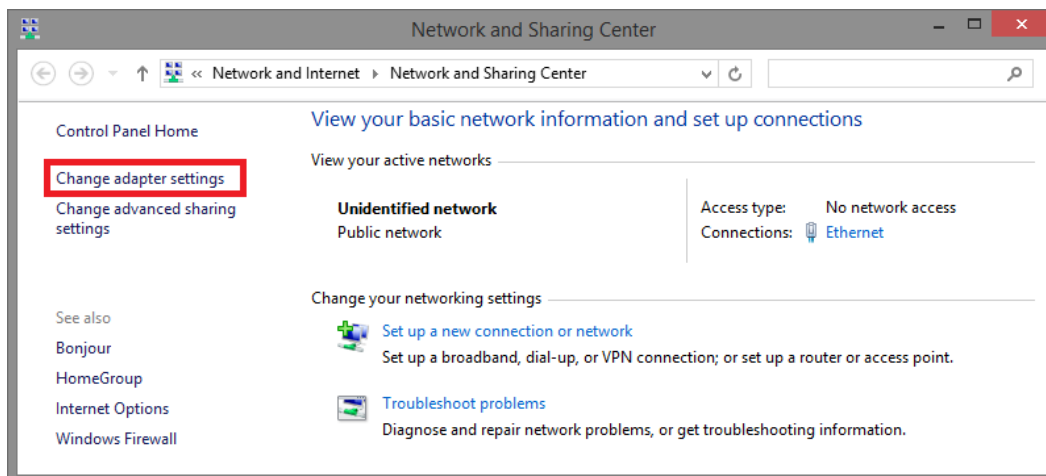 Network and Sharing Center
« Network and Internet ▸ Network and Sharing Center
Control Panel Home
Change adapter settings
Change advanced sharing
settings
See also
Bonjour
HomeGroup
Internet Options
Windows Firewall
View your basic network information and set up connections
View your active networks
Unidentified network
Public network
Access type: No network access
Connections: Ethernet
Change your networking settings
Set up a new connection or network
Set up a broadband, dial-up, or VPN connection; or set up a router or access point.
Troubleshoot problems
Diagnose and repair network problems, or get troubleshooting information.